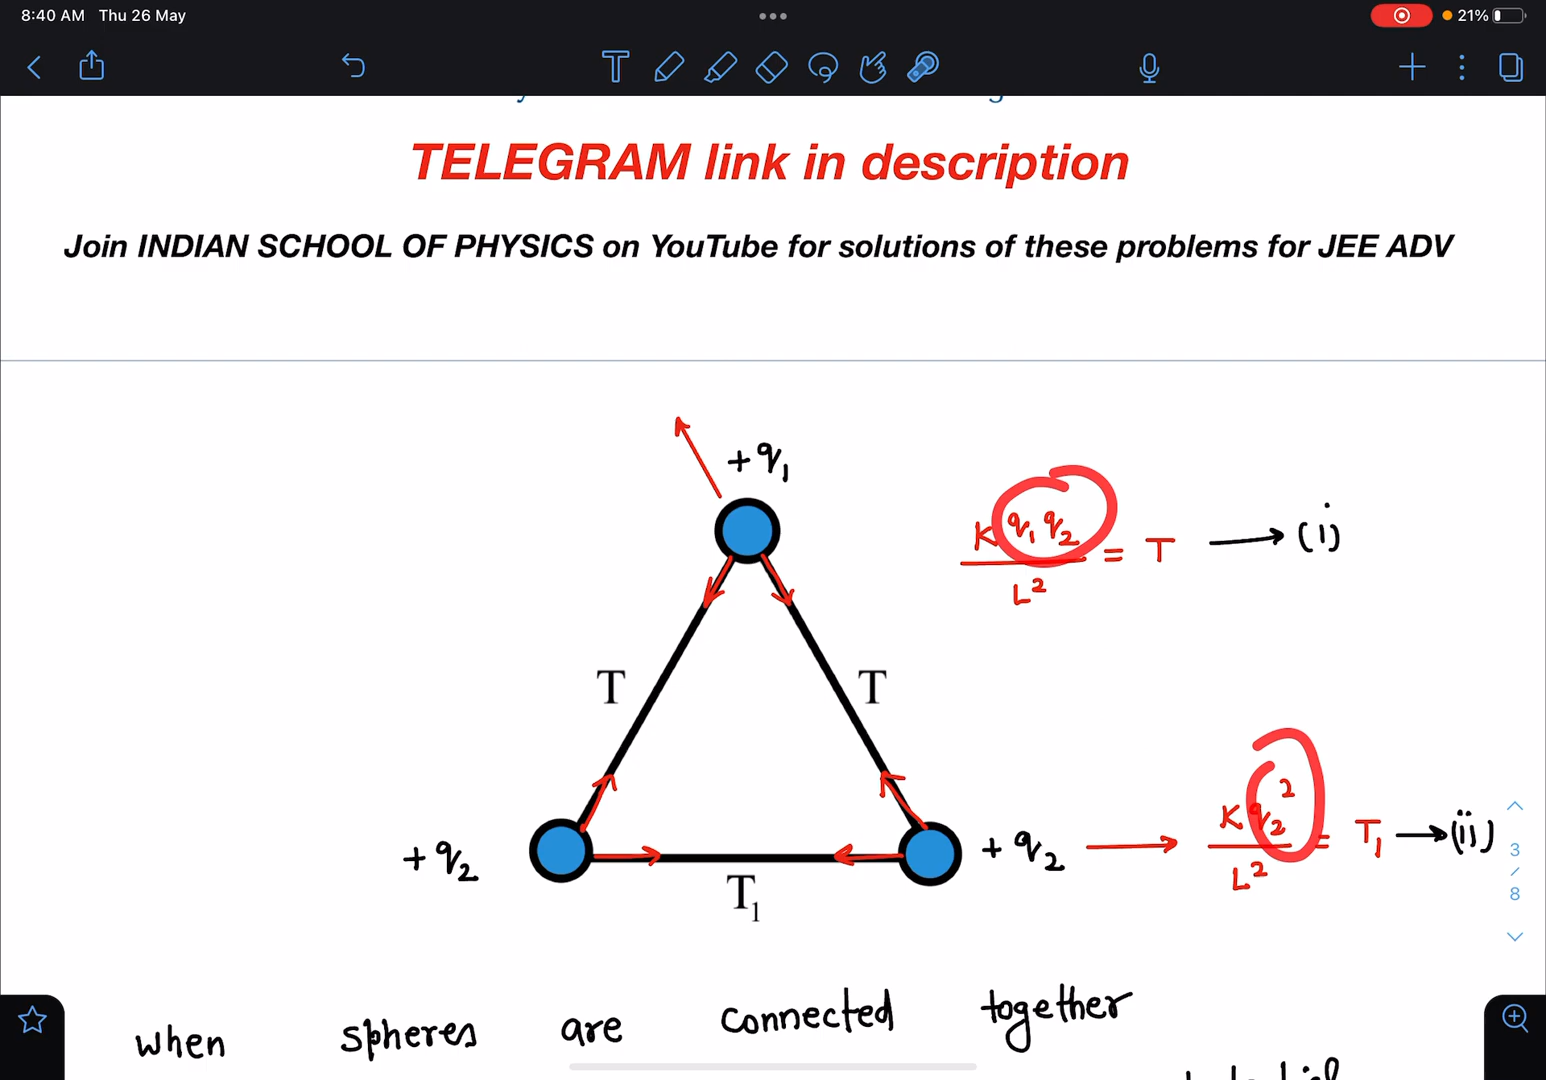 8:40 AM Thu 26 May
21%
TELEGRAM link in description
Join INDIAN SCHOOL OF PHYSICS on YouTube for solutions of these problems for JEE ADV
+q₁
Kq₁q₂/L² = T → (i)
T T
+q₂
+q₂ → Kq₂²/L² = T₁ → (ii)
T₁
3/8
when spheres are connected together